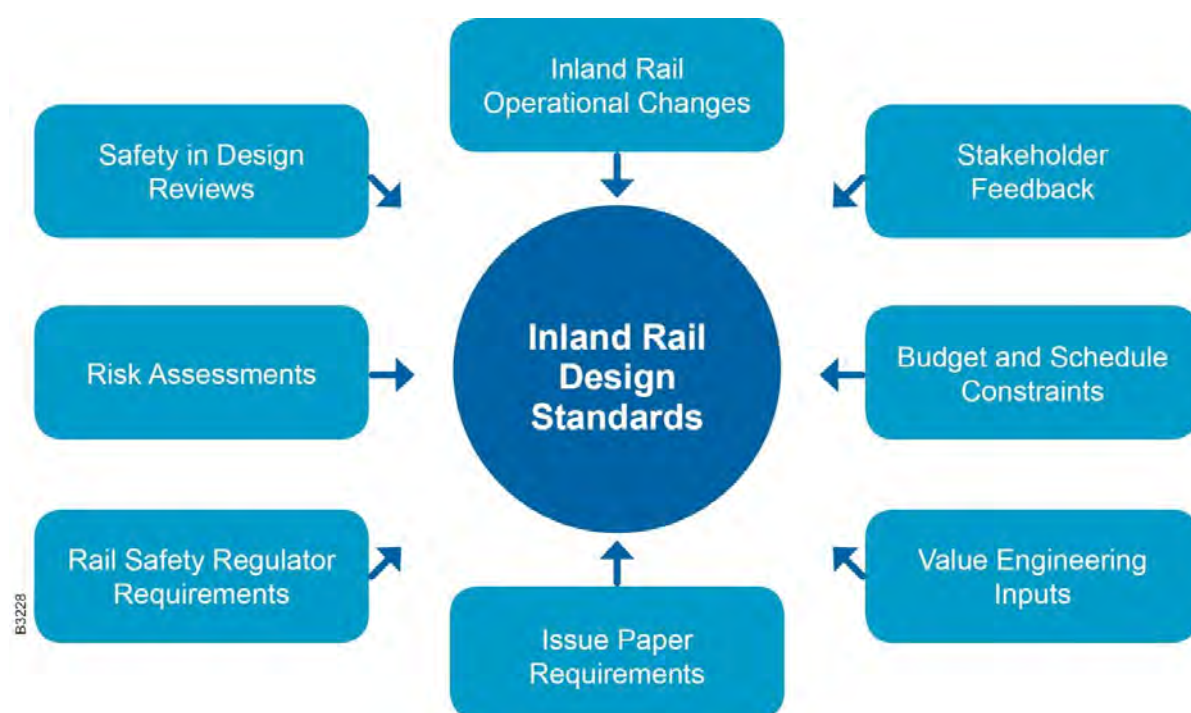 Inland Rail
Operational Changes
Safety in Design
Reviews
Stakeholder
Feedback
Risk Assessments
Inland Rail
Design
Standards
Budget and Schedule
Constraints
Rail Safety Regulator
Requirements
Value Engineering
Inputs
Issue Paper
Requirements
B3228